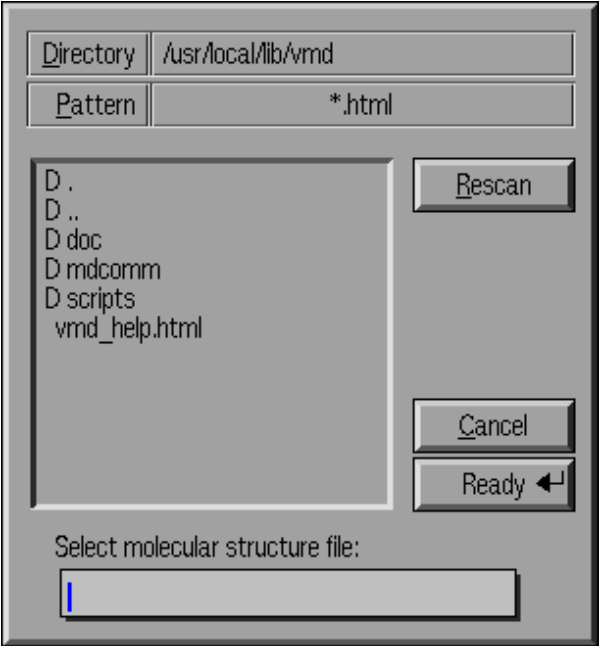 Directory /usr/local/lib/vmd
Pattern *.html
D .
D ..
D doc
D mdcomm
D scripts
vmd_help.html
Rescan
Cancel
Ready
Select molecular structure file: